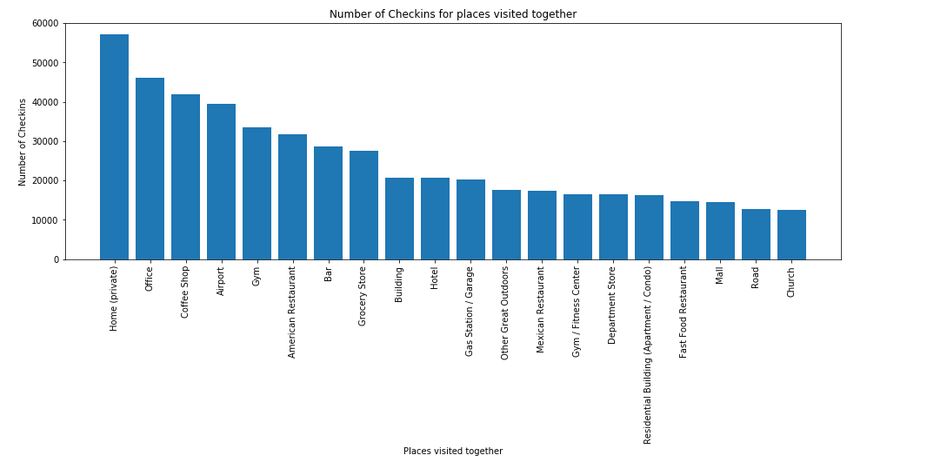 Number of Checkins for places visited together
Number of Checkins
60000
50000
40000
30000
20000
10000
0
Home (private)
Office
Coffee Shop
Airport
Gym
American Restaurant
Bar
Grocery Store
Building
Hotel
Gas Station / Garage
Other Great Outdoors
Mexican Restaurant
Gym / Fitness Center
Department Store
Residential Building (Apartment / Condo)
Fast Food Restaurant
Mall
Road
Church
Places visited together